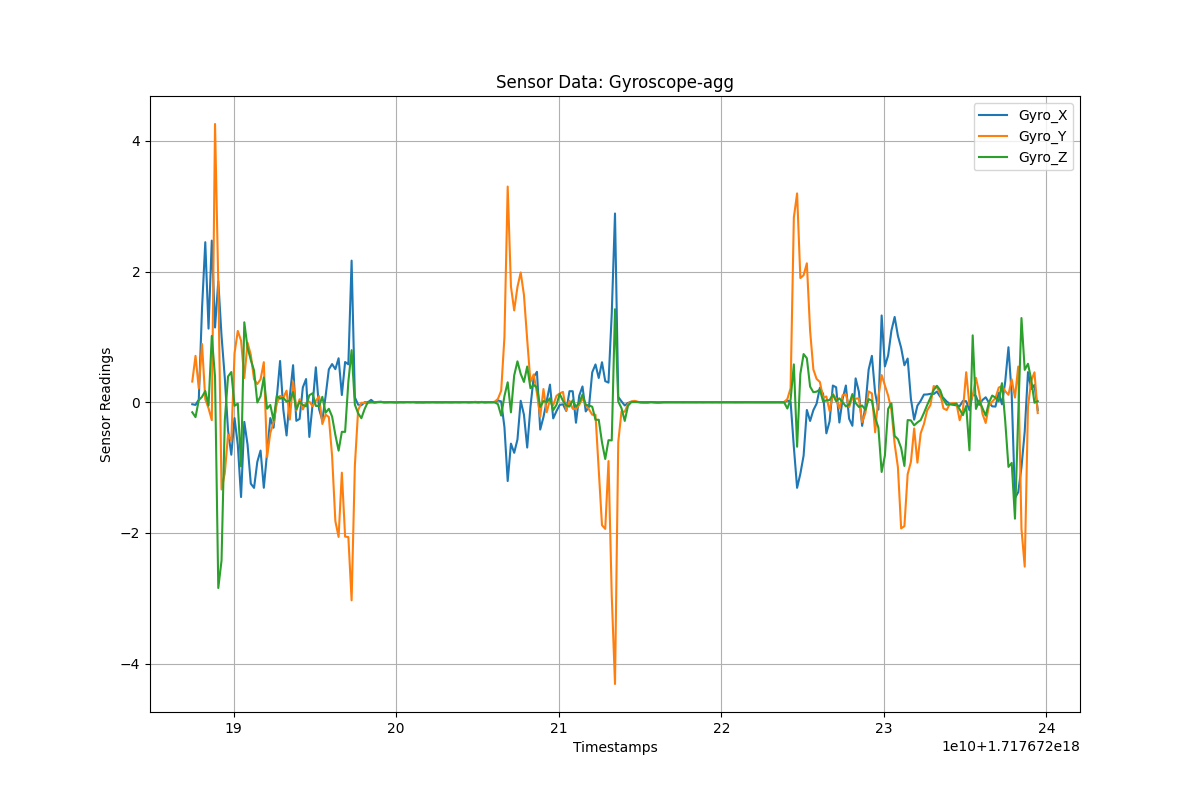 Sensor Data: Gyroscope-agg
Gyro_X
Gyro_Y
Gyro_Z
Sensor Readings
4
2
0
−2
−4
19
20
21
22
23
24
Timestamps
1e10+1.717672e18